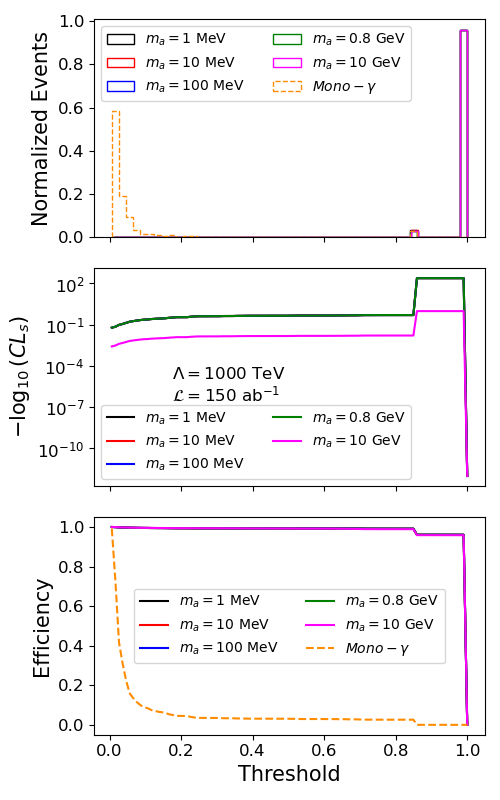 Normalized Events
1.0
0.8
0.6
0.4
0.2
0.0
m_a = 1 MeV
m_a = 10 MeV
m_a = 100 MeV
m_a = 0.8 GeV
m_a = 10 GeV
Mono − γ
−log₁₀(CL_s)
10²
10⁻¹
10⁻⁴
10⁻⁷
10⁻¹⁰
Λ = 1000 TeV
ℒ = 150 ab⁻¹
m_a = 1 MeV
m_a = 10 MeV
m_a = 100 MeV
m_a = 0.8 GeV
m_a = 10 GeV
Efficiency
1.0
0.8
0.6
0.4
0.2
0.0
m_a = 1 MeV
m_a = 10 MeV
m_a = 100 MeV
m_a = 0.8 GeV
m_a = 10 GeV
Mono − γ
0.0 0.2 0.4 0.6 0.8 1.0
Threshold